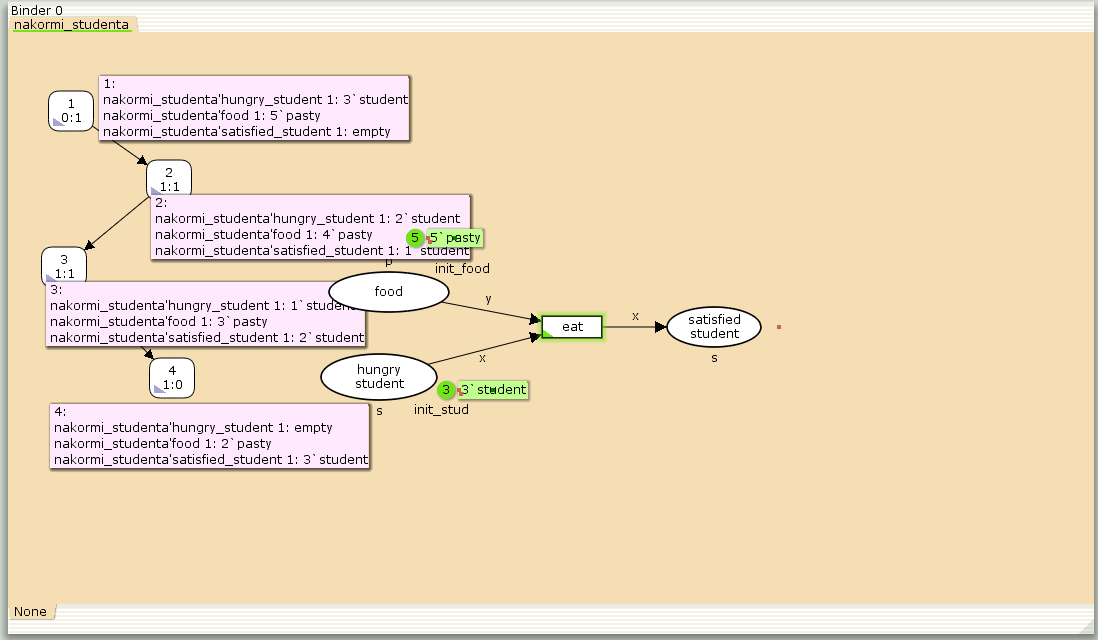 Binder 0
nakormi_studenta
1
0:1
1:
nakormi_studenta'hungry_student 1: 3`student
nakormi_studenta'food 1: 5`pasty
nakormi_studenta'satisfied_student 1: empty
2
1:1
2:
nakormi_studenta'hungry_student 1: 2`student
nakormi_studenta'food 1: 4`pasty
nakormi_studenta'satisfied_student 1: 1`student
5
5`pasty
p
init_food
3
1:1
3:
nakormi_studenta'hungry_student 1: 1`student
nakormi_studenta'food 1: 3`pasty
nakormi_studenta'satisfied_student 1: 2`student
food
y
eat
x
satisfied
student
s
x
hungry
student
s
3
3`student
init_stud
4
1:0
4:
nakormi_studenta'hungry_student 1: empty
nakormi_studenta'food 1: 2`pasty
nakormi_studenta'satisfied_student 1: 3`student
None